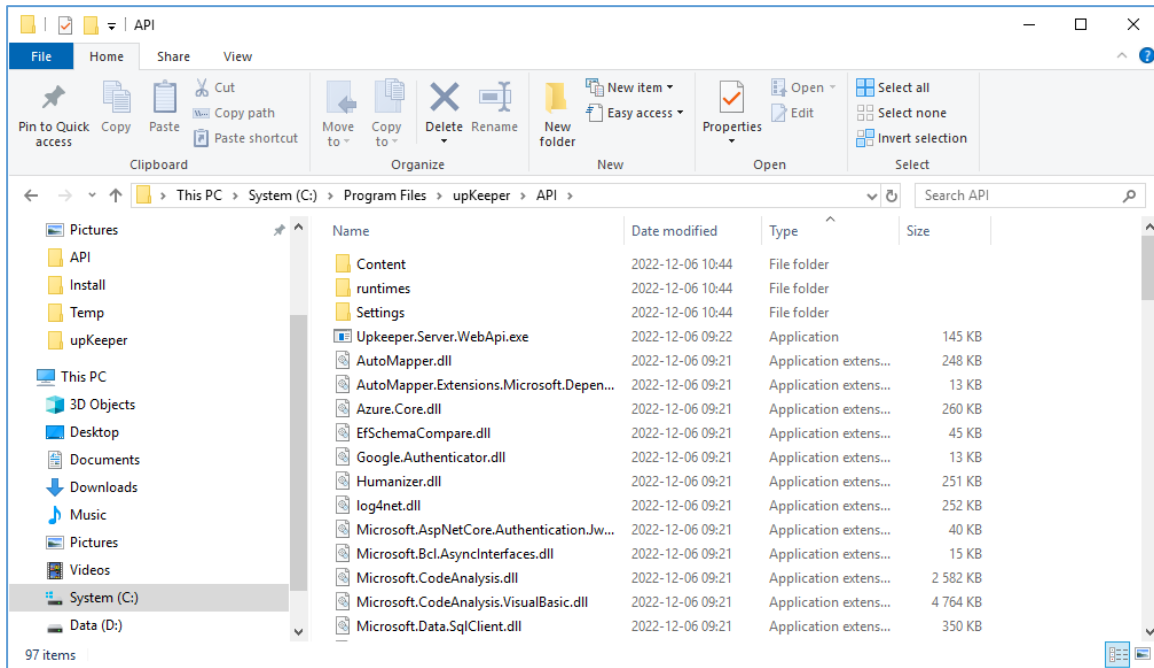 API
File Home Share View
Pin to Quick access
Copy
Paste
Cut
Copy path
Paste shortcut
Clipboard
Move to
Copy to
Delete
Rename
Organize
New folder
New item
Easy access
New
Properties
Open
Edit
Open
Select all
Select none
Invert selection
Select
This PC > System (C:) > Program Files > upKeeper > API >
Search API
Pictures
API
Install
Temp
upKeeper
This PC
3D Objects
Desktop
Documents
Downloads
Music
Pictures
Videos
System (C:)
Data (D:)
Name Date modified Type Size
Content 2022-12-06 10:44 File folder
runtimes 2022-12-06 10:44 File folder
Settings 2022-12-06 10:44 File folder
Upkeeper.Server.WebApi.exe 2022-12-06 09:22 Application 145 KB
AutoMapper.dll 2022-12-06 09:21 Application extens... 248 KB
AutoMapper.Extensions.Microsoft.Depen... 2022-12-06 09:21 Application extens... 13 KB
Azure.Core.dll 2022-12-06 09:21 Application extens... 260 KB
EfSchemaCompare.dll 2022-12-06 09:21 Application extens... 45 KB
Google.Authenticator.dll 2022-12-06 09:21 Application extens... 13 KB
Humanizer.dll 2022-12-06 09:21 Application extens... 251 KB
log4net.dll 2022-12-06 09:21 Application extens... 252 KB
Microsoft.AspNetCore.Authentication.Jw... 2022-12-06 09:21 Application extens... 40 KB
Microsoft.Bcl.AsyncInterfaces.dll 2022-12-06 09:21 Application extens... 15 KB
Microsoft.CodeAnalysis.dll 2022-12-06 09:21 Application extens... 2 582 KB
Microsoft.CodeAnalysis.VisualBasic.dll 2022-12-06 09:21 Application extens... 4 764 KB
Microsoft.Data.SqlClient.dll 2022-12-06 09:21 Application extens... 350 KB
97 items